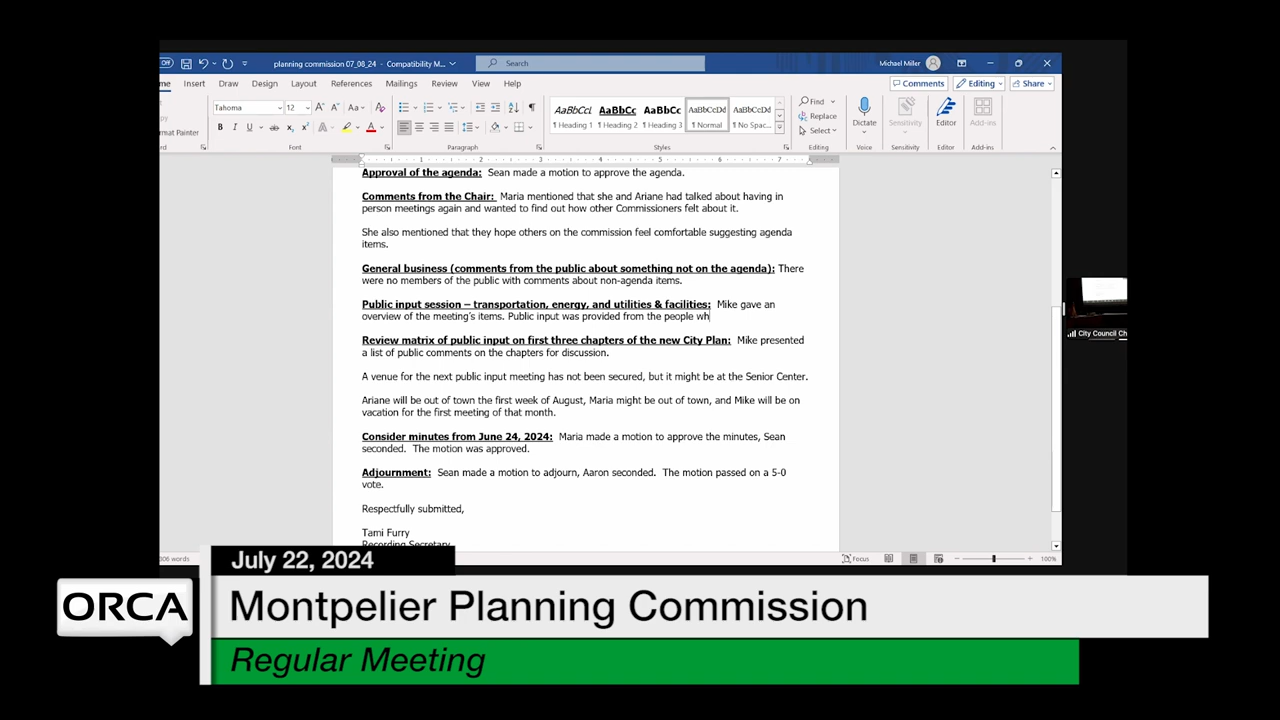 planning commission 07_08_24 - Compatibility M...
Search
Michael Miller
Insert Draw Design Layout References Mailings Review View Help
Comments Editing Share
Tahoma 12
AaBbCcI AaBbCc AaBbCc AaBbCcDd AaBbCcDd
¶ Heading 1 ¶ Heading 2 ¶ Heading 3 ¶ Normal ¶ No Spac...
Find
Replace
Select
Dictate
Sensitivity
Editor
Add-ins
Format Painter
Font Paragraph Styles Editing Voice Sensitivity Editor Add-ins
1 2 3 4 5 6 7
Approval of the agenda: Sean made a motion to approve the agenda.
Comments from the Chair: Maria mentioned that she and Ariane had talked about having in
person meetings again and wanted to find out how other Commissioners felt about it.
She also mentioned that they hope others on the commission feel comfortable suggesting agenda
items.
General business (comments from the public about something not on the agenda): There
were no members of the public with comments about non-agenda items.
Public input session – transportation, energy, and utilities & facilities: Mike gave an
overview of the meeting's items. Public input was provided from the people wh
Review matrix of public input on first three chapters of the new City Plan: Mike presented
a list of public comments on the chapters for discussion.
A venue for the next public input meeting has not been secured, but it might be at the Senior Center.
Ariane will be out of town the first week of August, Maria might be out of town, and Mike will be on
vacation for the first meeting of that month.
Consider minutes from June 24, 2024: Maria made a motion to approve the minutes, Sean
seconded. The motion was approved.
Adjournment: Sean made a motion to adjourn, Aaron seconded. The motion passed on a 5-0
vote.
Respectfully submitted,
Tami Furry
Recording Secretary
City Council Ch
806 words
Focus
100%
July 22, 2024
ORCA
Montpelier Planning Commission
Regular Meeting